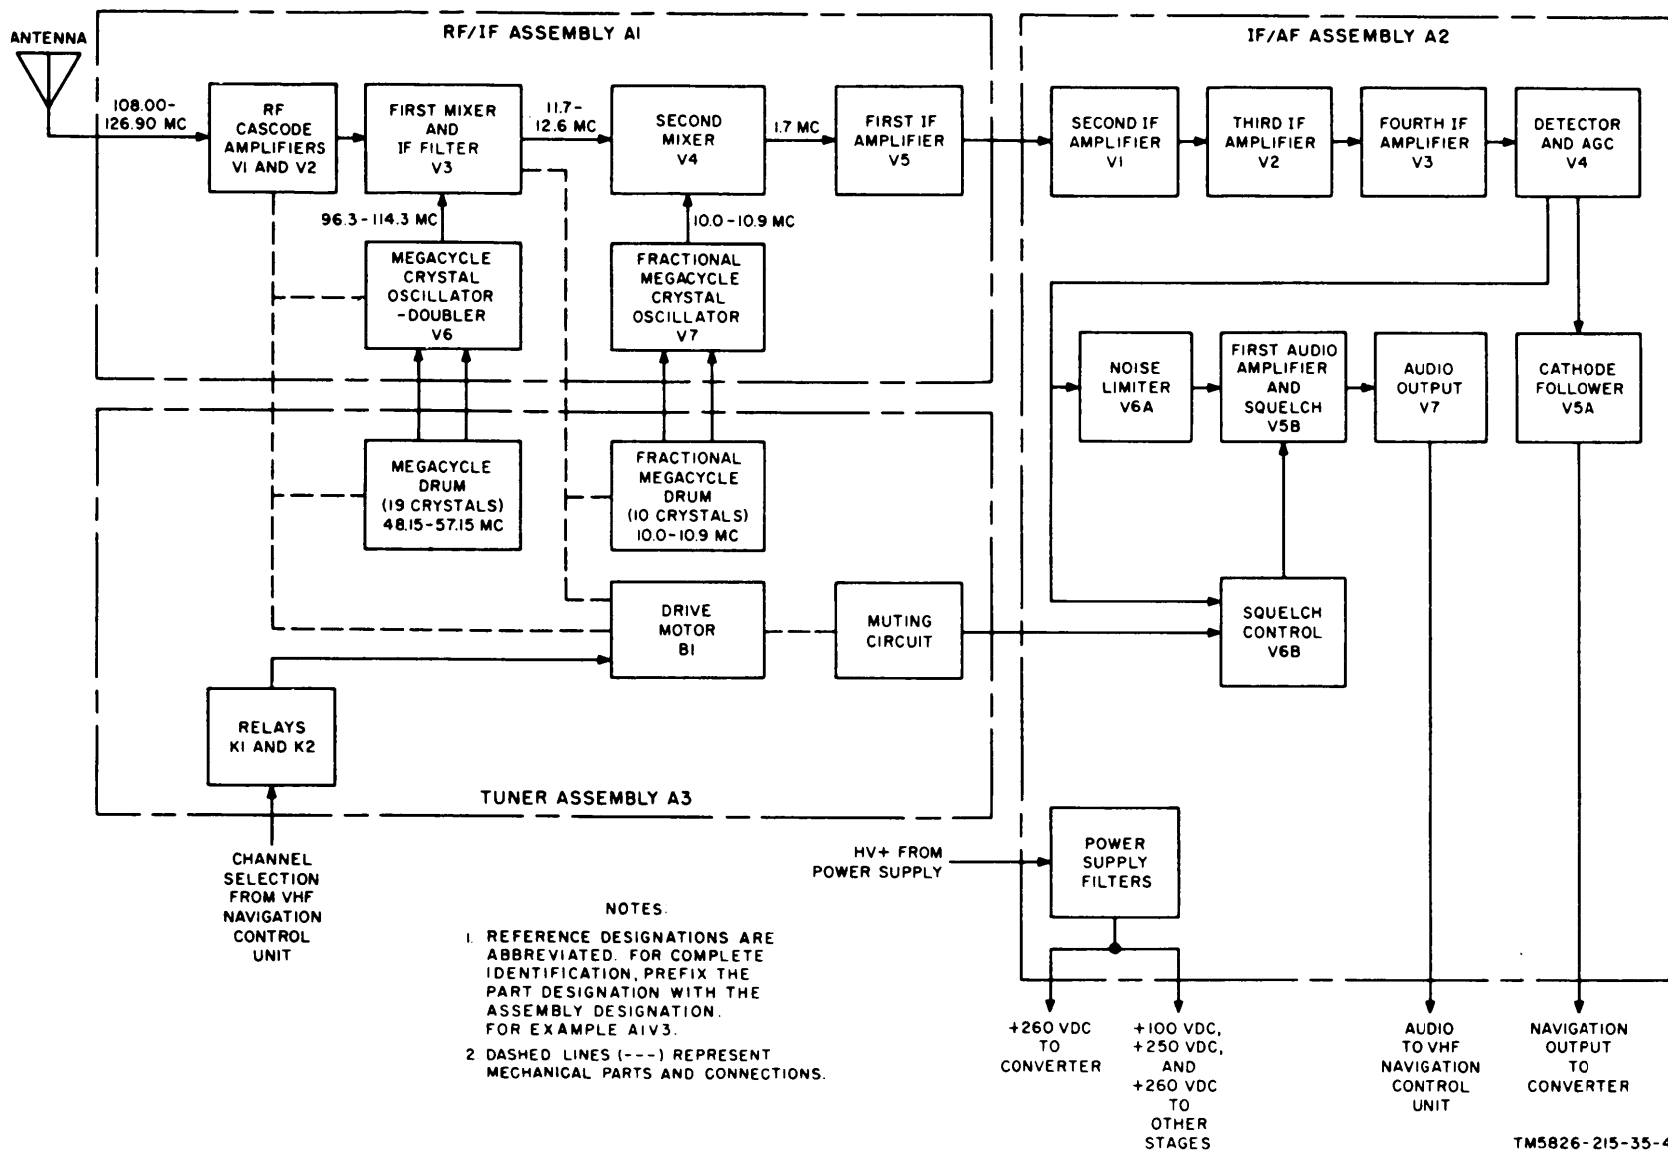 ANTENNA
RF/IF ASSEMBLY A1
108.00-
126.90 MC
RF
CASCODE
AMPLIFIERS
V1 AND V2
FIRST MIXER
AND
IF FILTER
V3
11.7-
12.6 MC
SECOND
MIXER
V4
1.7 MC
FIRST IF
AMPLIFIER
V5
96.3-114.3 MC
10.0-10.9 MC
MEGACYCLE
CRYSTAL
OSCILLATOR
-DOUBLER
V6
FRACTIONAL
MEGACYCLE
CRYSTAL
OSCILLATOR
V7
IF/AF ASSEMBLY A2
SECOND IF
AMPLIFIER
V1
THIRD IF
AMPLIFIER
V2
FOURTH IF
AMPLIFIER
V3
DETECTOR
AND AGC
V4
NOISE
LIMITER
V6A
FIRST AUDIO
AMPLIFIER
AND
SQUELCH
V5B
AUDIO
OUTPUT
V7
CATHODE
FOLLOWER
V5A
MEGACYCLE
DRUM
(19 CRYSTALS)
48.15-57.15 MC
FRACTIONAL
MEGACYCLE
DRUM
(10 CRYSTALS)
10.0-10.9 MC
DRIVE
MOTOR
B1
MUTING
CIRCUIT
SQUELCH
CONTROL
V6B
RELAYS
K1 AND K2
TUNER ASSEMBLY A3
CHANNEL
SELECTION
FROM VHF
NAVIGATION
CONTROL
UNIT
HV+ FROM
POWER SUPPLY
POWER
SUPPLY
FILTERS
NOTES.
1. REFERENCE DESIGNATIONS ARE
ABBREVIATED. FOR COMPLETE
IDENTIFICATION, PREFIX THE
PART DESIGNATION WITH THE
ASSEMBLY DESIGNATION.
FOR EXAMPLE A1V3.
2 DASHED LINES (---) REPRESENT
MECHANICAL PARTS AND CONNECTIONS.
+260 VDC
TO
CONVERTER
+100 VDC,
+250 VDC,
AND
+260 VDC
TO
OTHER
STAGES
AUDIO
TO VHF
NAVIGATION
CONTROL
UNIT
NAVIGATION
OUTPUT
TO
CONVERTER
TM5826-215-35-4